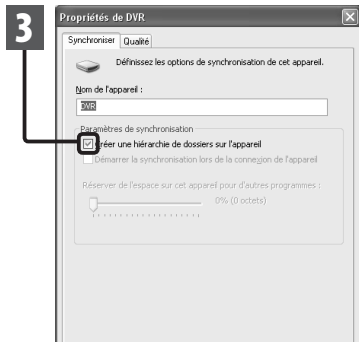 3
Propriétés de DVR
Synchroniser Qualité
Définissez les options de synchronisation de cet appareil.
Nom de l'appareil :
DVR
Paramètres de synchronisation
Créer une hiérarchie de dossiers sur l'appareil
Démarrer la synchronisation lors de la connexion de l'appareil
Réserver de l'espace sur cet appareil pour d'autres programmes :
0% (0 octets)